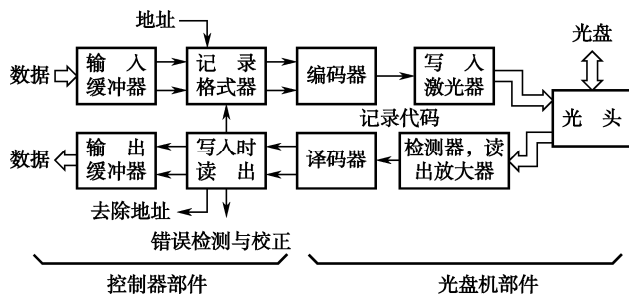 地址
数据
输 入
缓冲器
记 录
格式器
编码器
写 入
激光器
光盘
光 头
记录代码
数据
输 出
缓冲器
写入时
读 出
译码器
检测器，读
出放大器
去除地址
错误检测与校正
控制器部件
光盘机部件